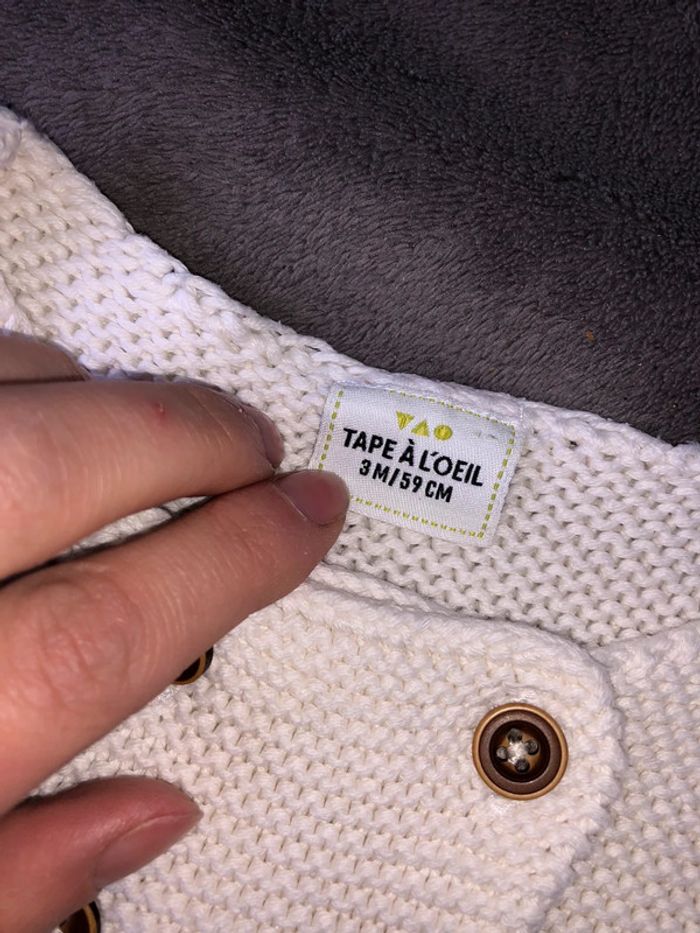 TAO
TAPE À L'OEIL
3 M/59 CM